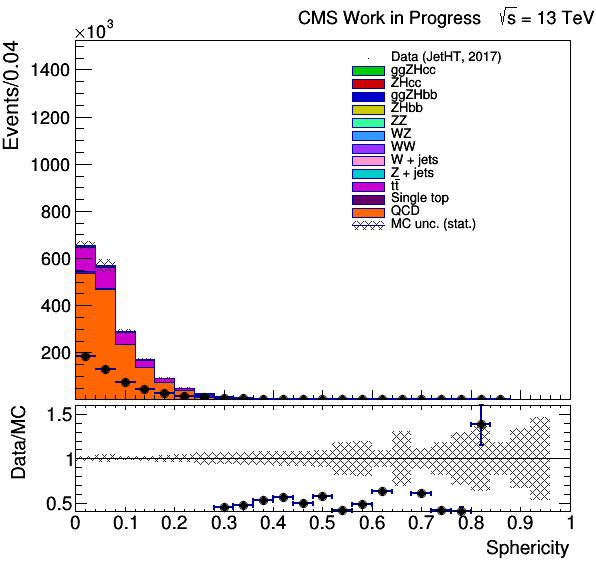 CMS Work in Progress √s = 13 TeV
×10³
Events/0.04
1400
1200
1000
800
600
400
200
Data (JetHT, 2017)
ggZHcc
ZHcc
ggZHbb
ZHbb
ZZ
WZ
WW
W + jets
Z + jets
tt̄
Single top
QCD
MC unc. (stat.)
Data/MC
1.5
1
0.5
0 0.1 0.2 0.3 0.4 0.5 0.6 0.7 0.8 0.9 1
Sphericity